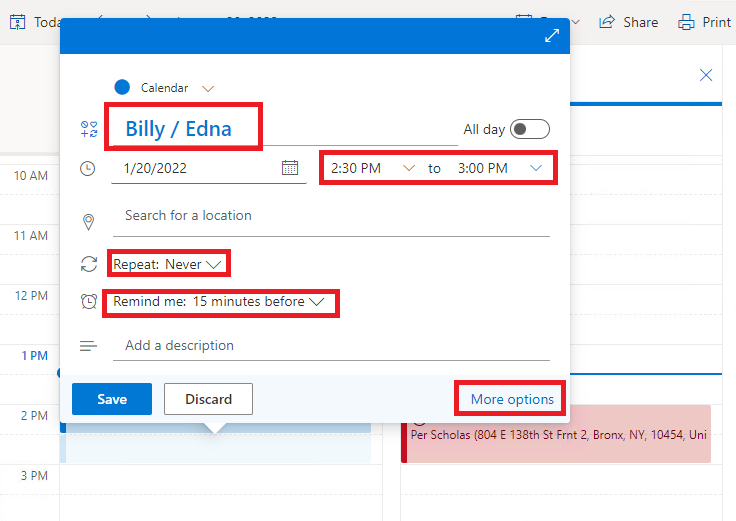 Share
Print
Calendar
Billy / Edna
All day
1/20/2022
2:30 PM
to
3:00 PM
10 AM
Search for a location
11 AM
Repeat: Never
12 PM
Remind me: 15 minutes before
Add a description
1 PM
Save
Discard
More options
2 PM
Per Scholas (804 E 138th St Frnt 2, Bronx, NY, 10454, Uni
3 PM